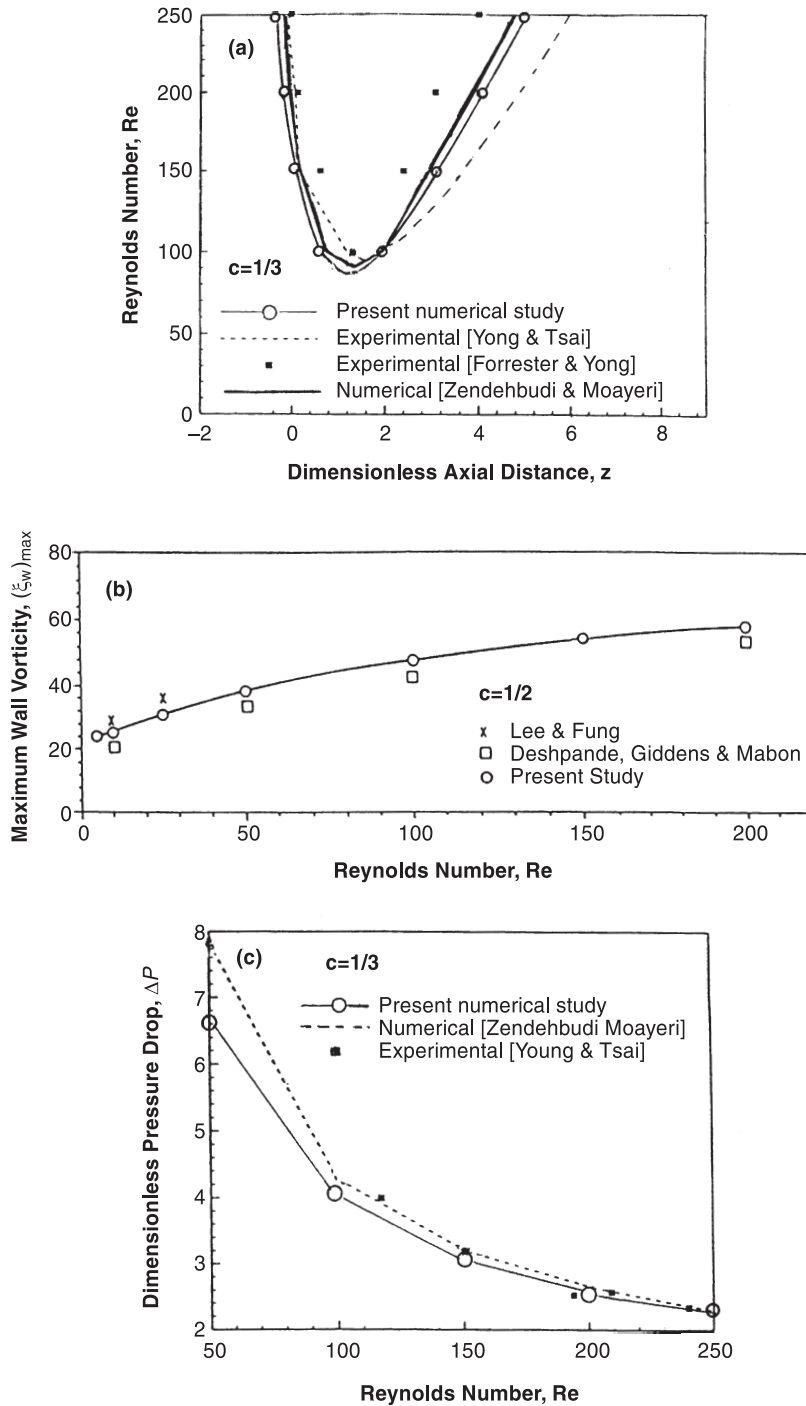 (a)
250
200
150
100
50
0
Reynolds Number, Re
c=1/3
Present numerical study
Experimental [Yong & Tsai]
Experimental [Forrester & Yong]
Numerical [Zendehbudi & Moayeri]
−2 0 2 4 6 8
Dimensionless Axial Distance, z
(b)
80
60
40
20
0
Maximum Wall Vorticity, (ξw)max
c=1/2
Lee & Fung
Deshpande, Giddens & Mabon
Present Study
0 50 100 150 200
Reynolds Number, Re
(c)
8
7
6
5
4
3
2
Dimensionless Pressure Drop, ΔP
c=1/3
Present numerical study
Numerical [Zendehbudi Moayeri]
Experimental [Young & Tsai]
50 100 150 200 250
Reynolds Number, Re